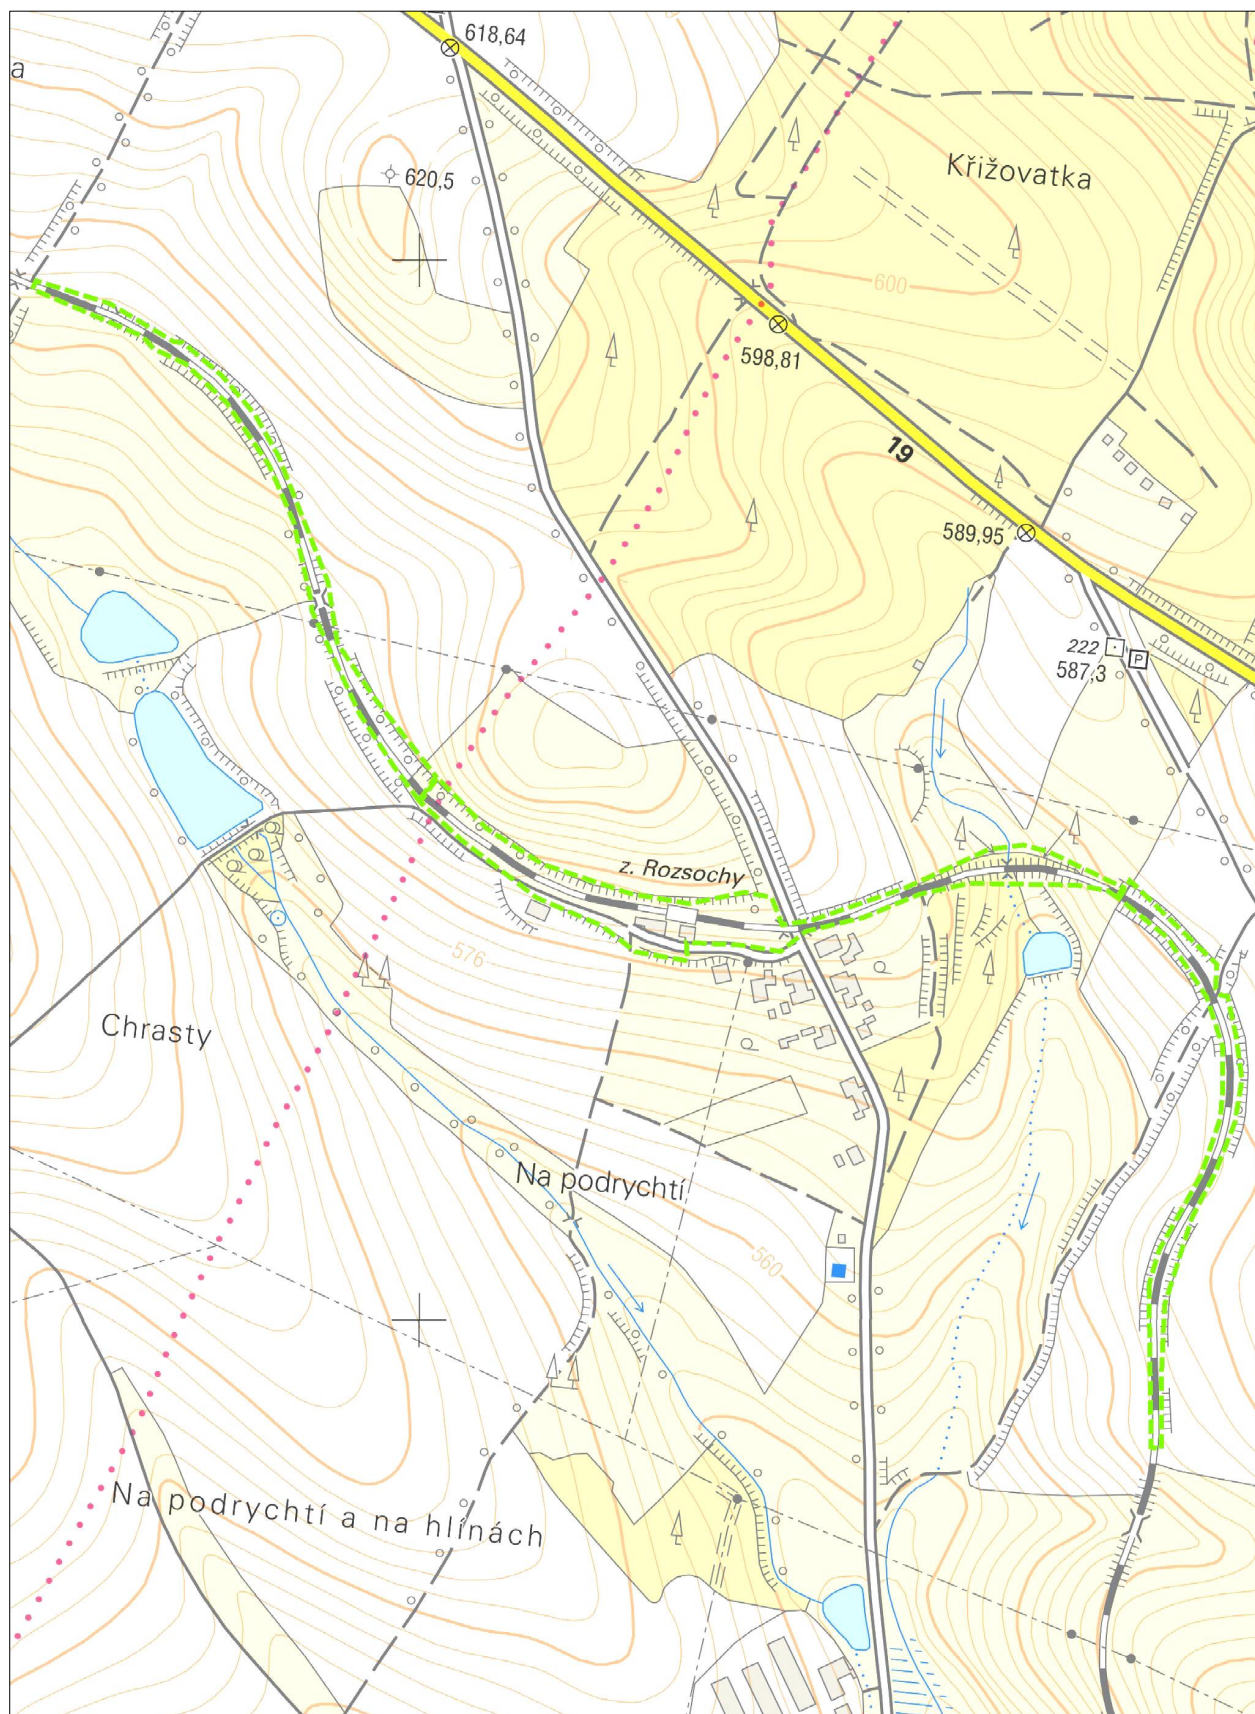 618,64
a
620,5
Křižovatka
600
598,81
19
589,95
222
587,3
P
z. Rozsochy
576
Chrasty
Na podrychtí
560
Na podrychtí a na hlínách